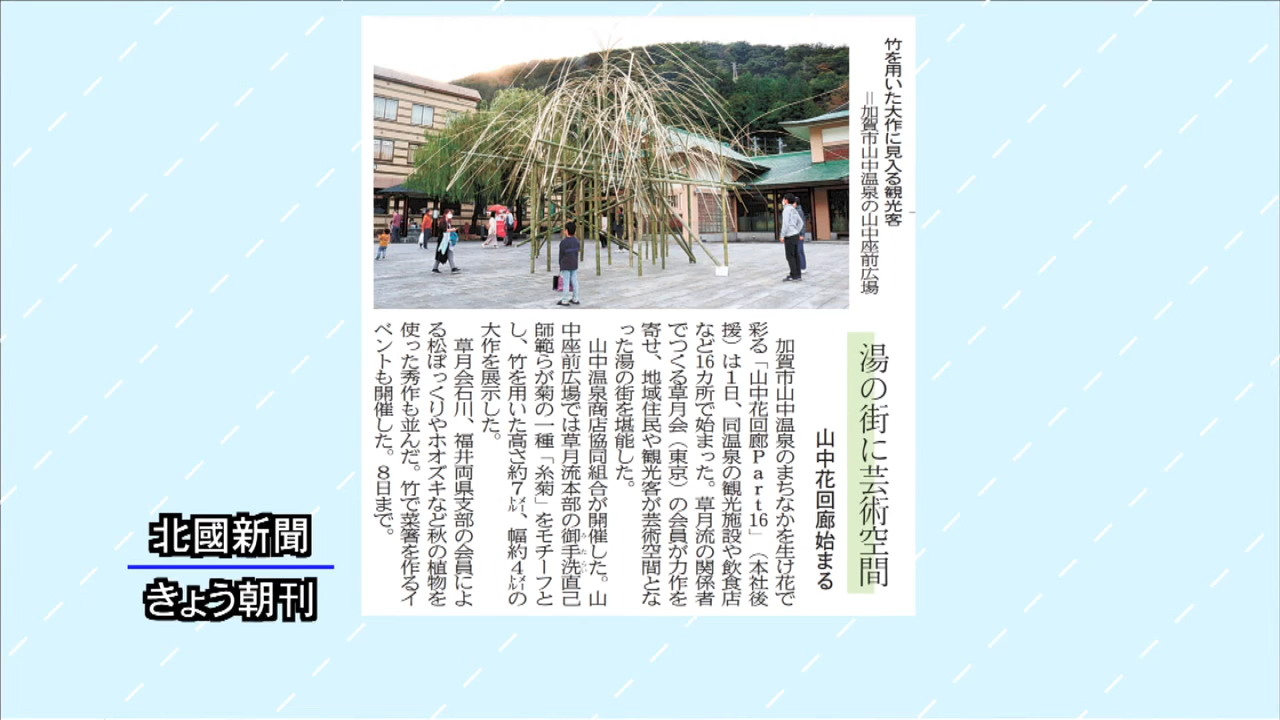 竹を用いた大作に見入る観光客
＝加賀市山中温泉の山中座前広場
湯の街に芸術空間
山中花回廊始まる
加賀市山中温泉のまちなかを生け花で
彩る「山中花回廊Ｐａｒｔ16」（本社後
援）は１日、同温泉の観光施設や飲食店
など16カ所で始まった。草月流の関係者
でつくる草月会（東京）の会員が力作を
寄せ、地域住民や観光客が芸術空間とな
った湯の街を堪能した。
山中温泉商店協同組合が開催した。山
中座前広場では草月流本部の御手洗直己
みたらい
師範らが菊の一種「糸菊」をモチーフと
し、竹を用いた高さ約７㍍、幅約４㍍の
大作を展示した。
草月会石川、福井両県支部の会員によ
る松ぼっくりやホオズキなど秋の植物を
使った秀作も並んだ。竹で菜箸を作るイ
ベントも開催した。８日まで。
北國新聞
きょう朝刊